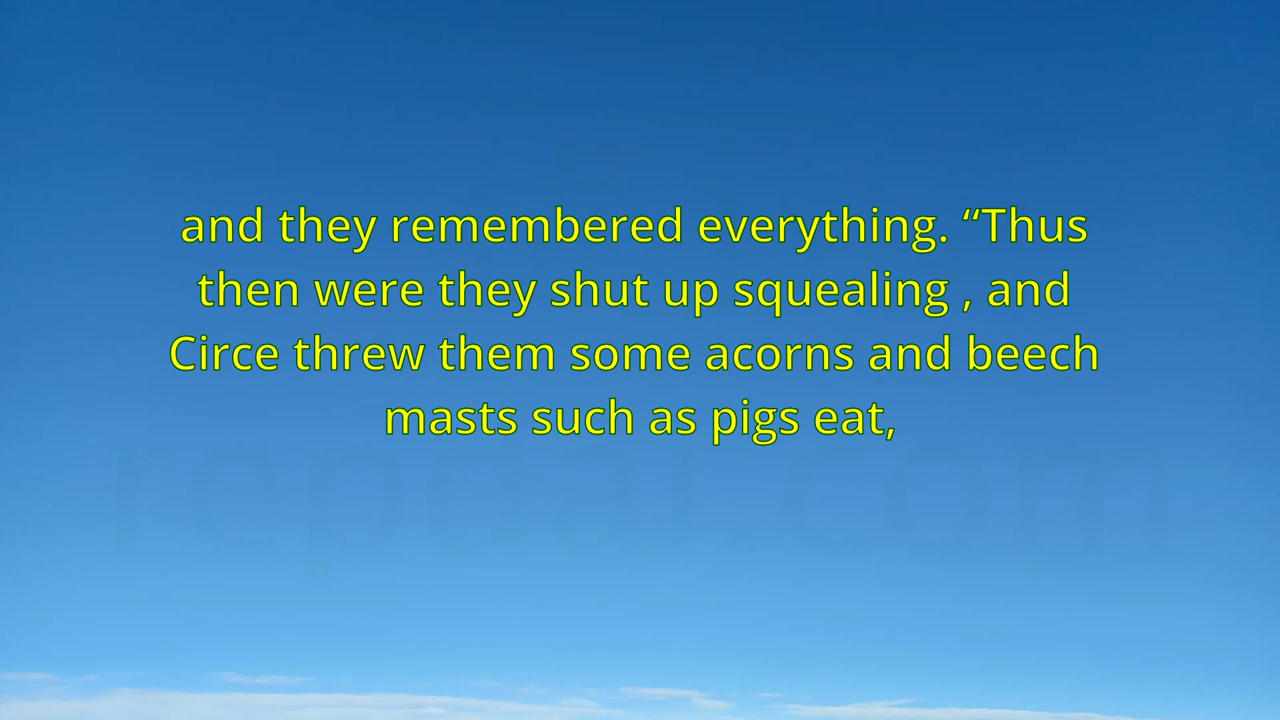 and they remembered everything. “Thus
then were they shut up squealing , and
Circe threw them some acorns and beech
masts such as pigs eat,